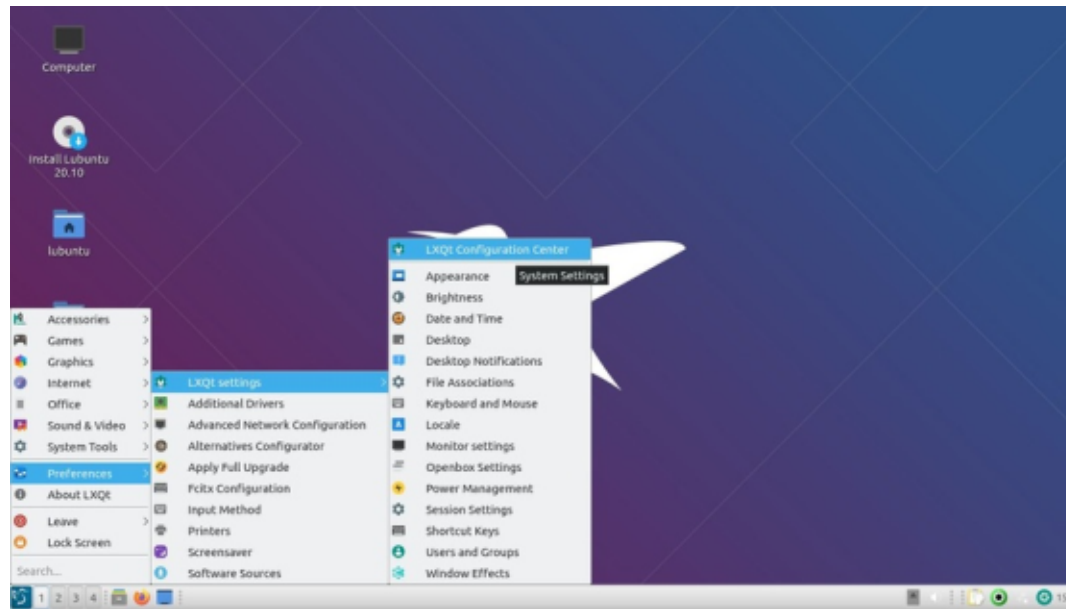 Computer
Install Lubuntu
20.10
lubuntu
Accessories
Games
Graphics
Internet
Office
Sound & Video
System Tools
Preferences
About LXQt
Leave
Lock Screen
Search...
LXQt settings
Additional Drivers
Advanced Network Configuration
Alternatives Configurator
Apply Full Upgrade
Fcitx Configuration
Input Method
Printers
Screensaver
Software Sources
LXQt Configuration Center
Appearance
System Settings
Brightness
Date and Time
Desktop
Desktop Notifications
File Associations
Keyboard and Mouse
Locale
Monitor settings
Openbox Settings
Power Management
Session Settings
Shortcut Keys
Users and Groups
Window Effects
1 2 3 4